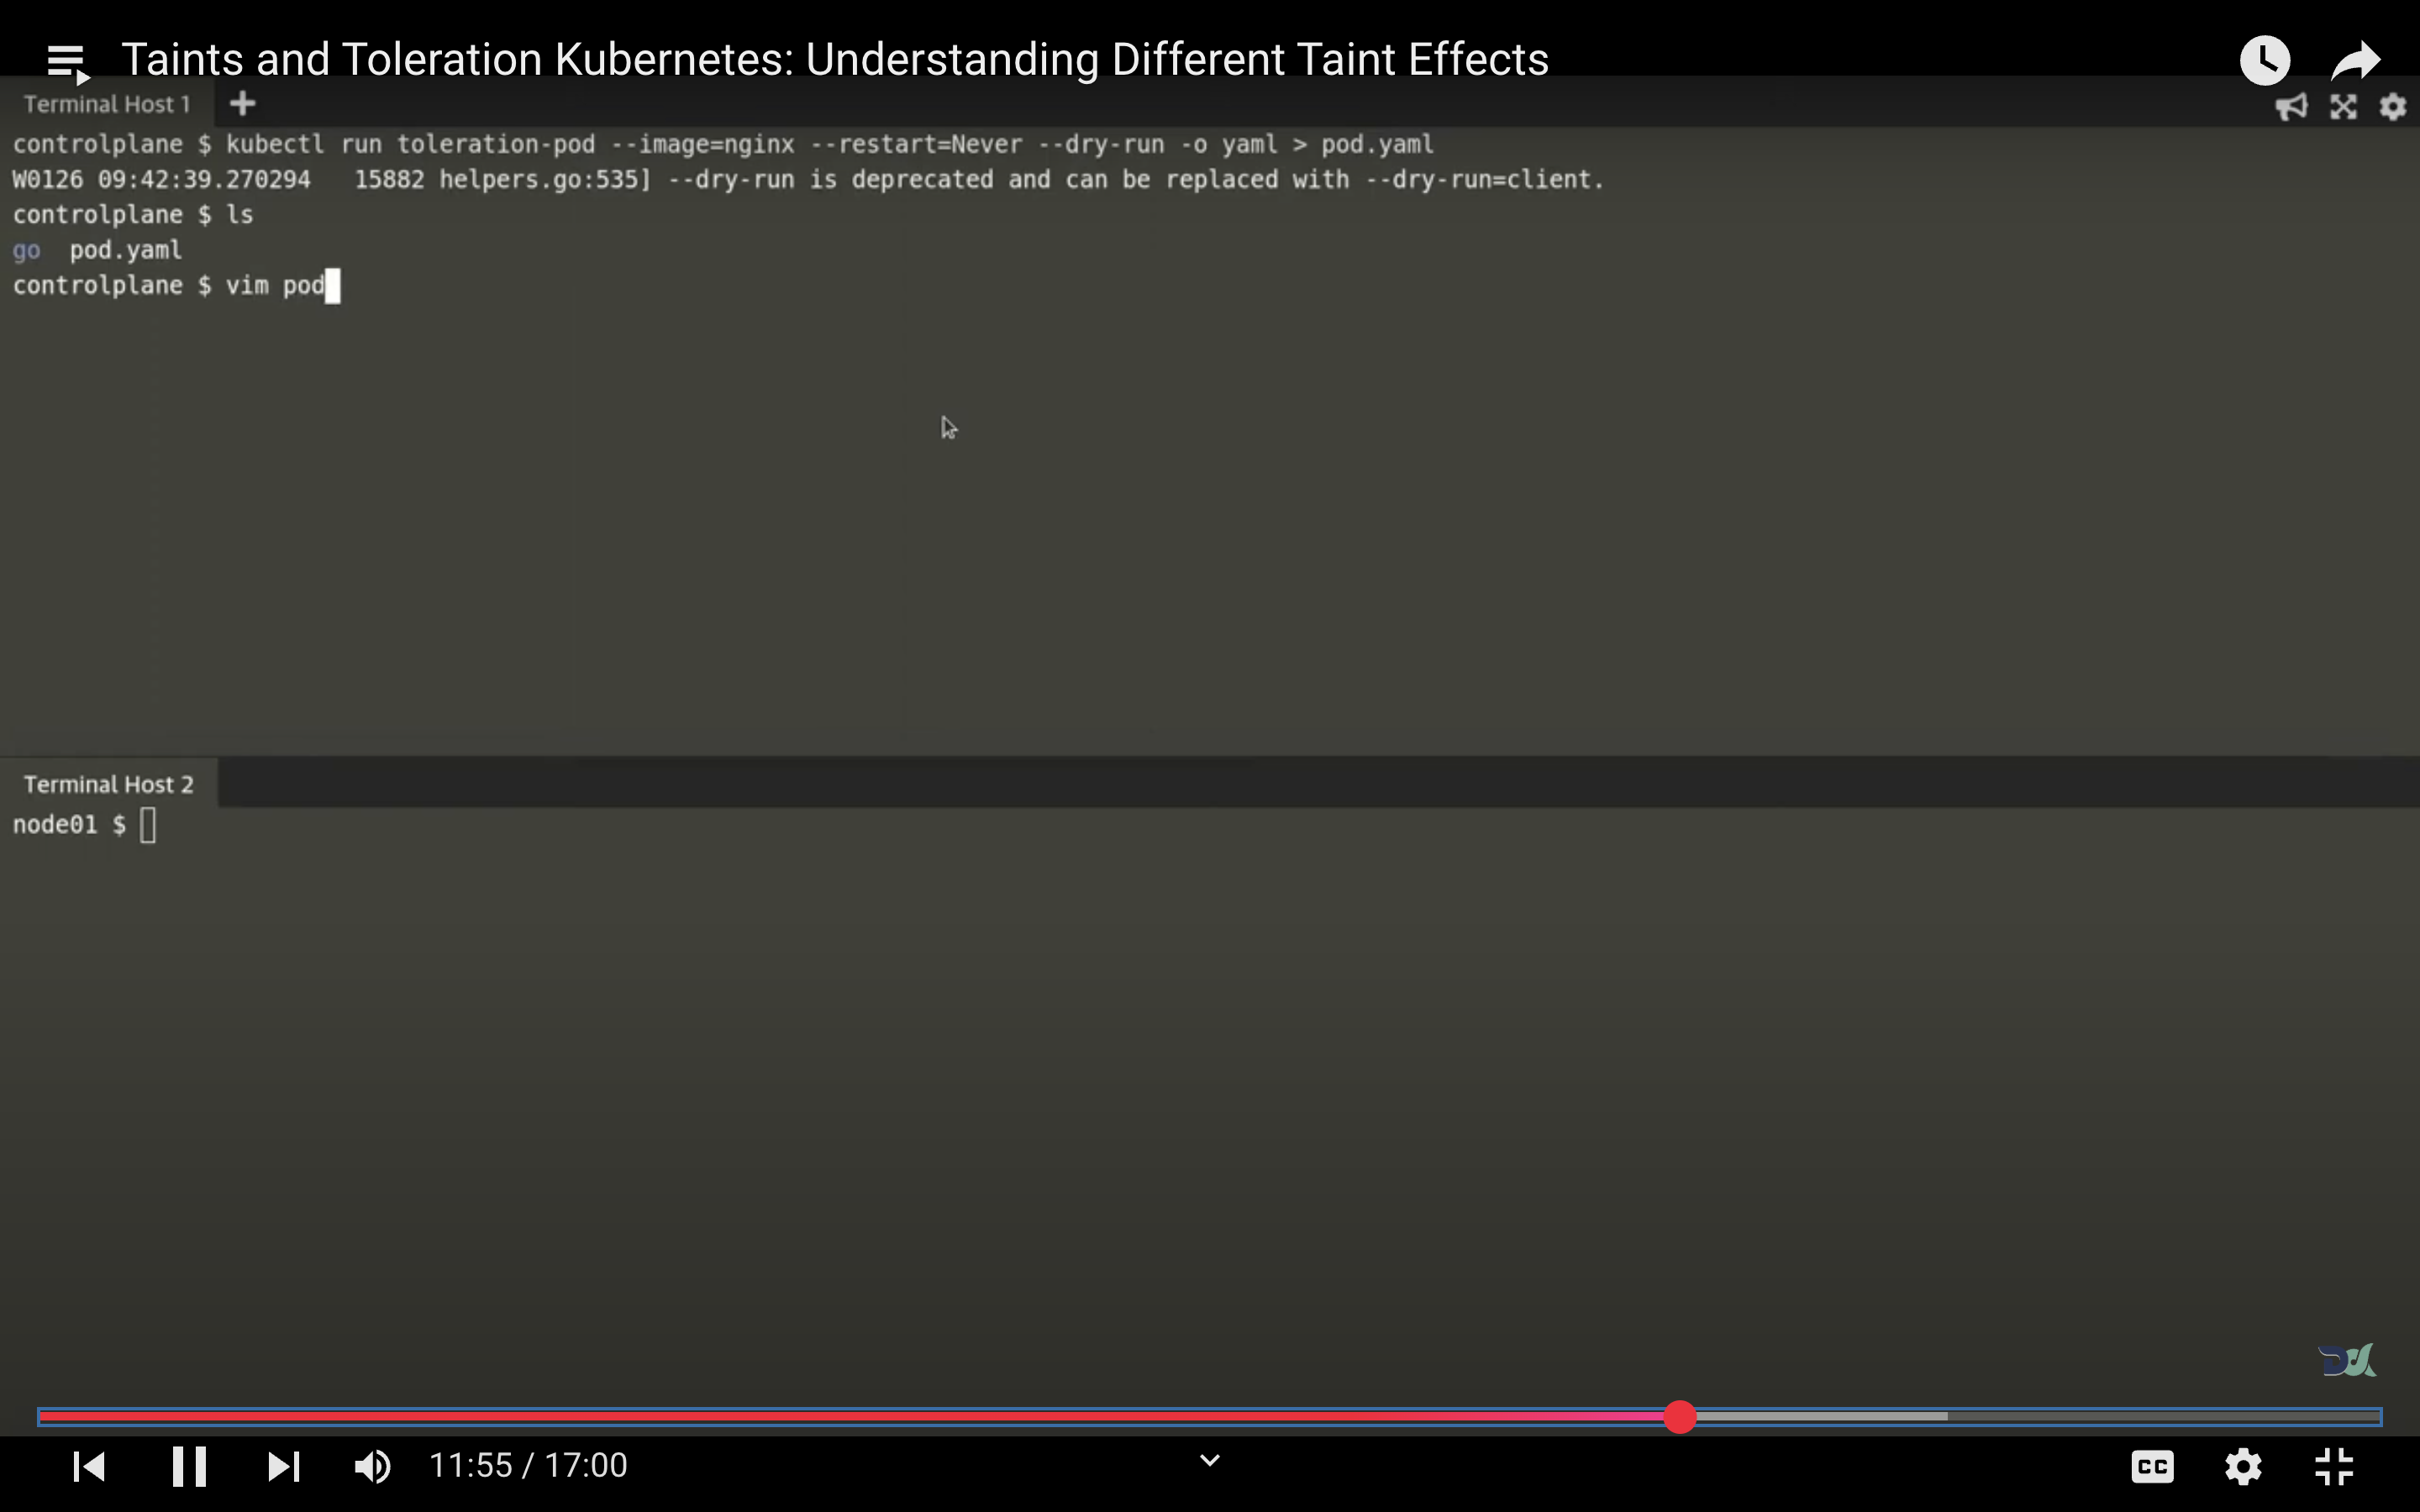 Taints and Toleration Kubernetes: Understanding Different Taint Effects
Terminal Host 1 +
controlplane $ kubectl run toleration-pod --image=nginx --restart=Never --dry-run -o yaml > pod.yaml
W0126 09:42:39.270294   15882 helpers.go:535] --dry-run is deprecated and can be replaced with --dry-run=client.
controlplane $ ls
go  pod.yaml
controlplane $ vim pod
Terminal Host 2
node01 $
11:55 / 17:00
CC